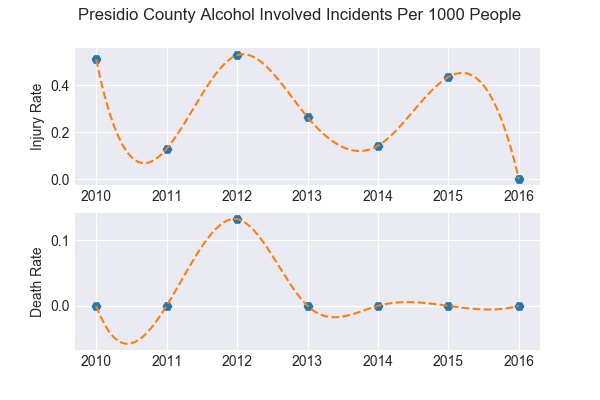 Presidio County Alcohol Involved Incidents Per 1000 People
Injury Rate
0.4
0.2
0.0
2010 2011 2012 2013 2014 2015 2016
Death Rate
0.1
0.0
2010 2011 2012 2013 2014 2015 2016